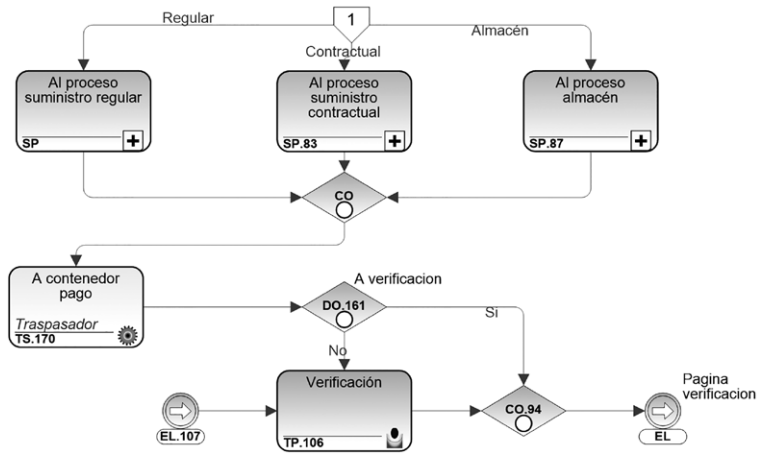 Regular
1
Almacén
Contractual
Al proceso
suministro regular
SP
Al proceso
suministro
contractual
SP.83
Al proceso
almacén
SP.87
CO
A contenedor
pago
Traspasador
TS.170
A verificacion
DO.161
Si
No
Verificación
TP.106
EL.107
CO.94
Pagina
verificacion
EL